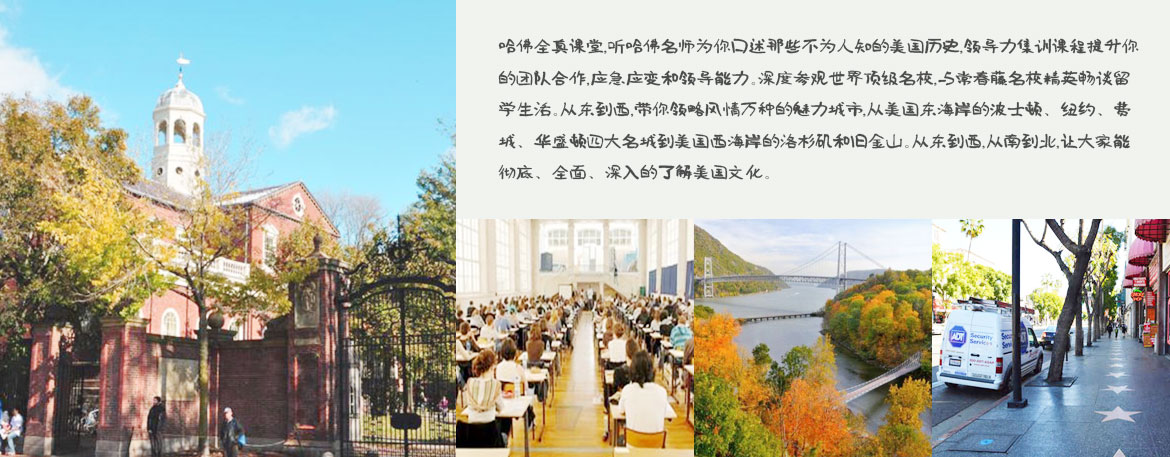 哈佛全真课堂,听哈佛名师为你口述那些不为人知的美国历史,领导力集训课程提升你
的团队合作,应急应变和领导能力。深度参观世界顶级名校,与常春藤名校精英畅谈留
学生活。从东到西,带你领略风情万种的魅力城市,从美国东海岸的波士顿、纽约、费
城、华盛顿四大名城到美国西海岸的洛杉矶和旧金山。从东到西,从南到北,让大家能
彻底、全面、深入的了解美国文化。
ADT
Security
Services